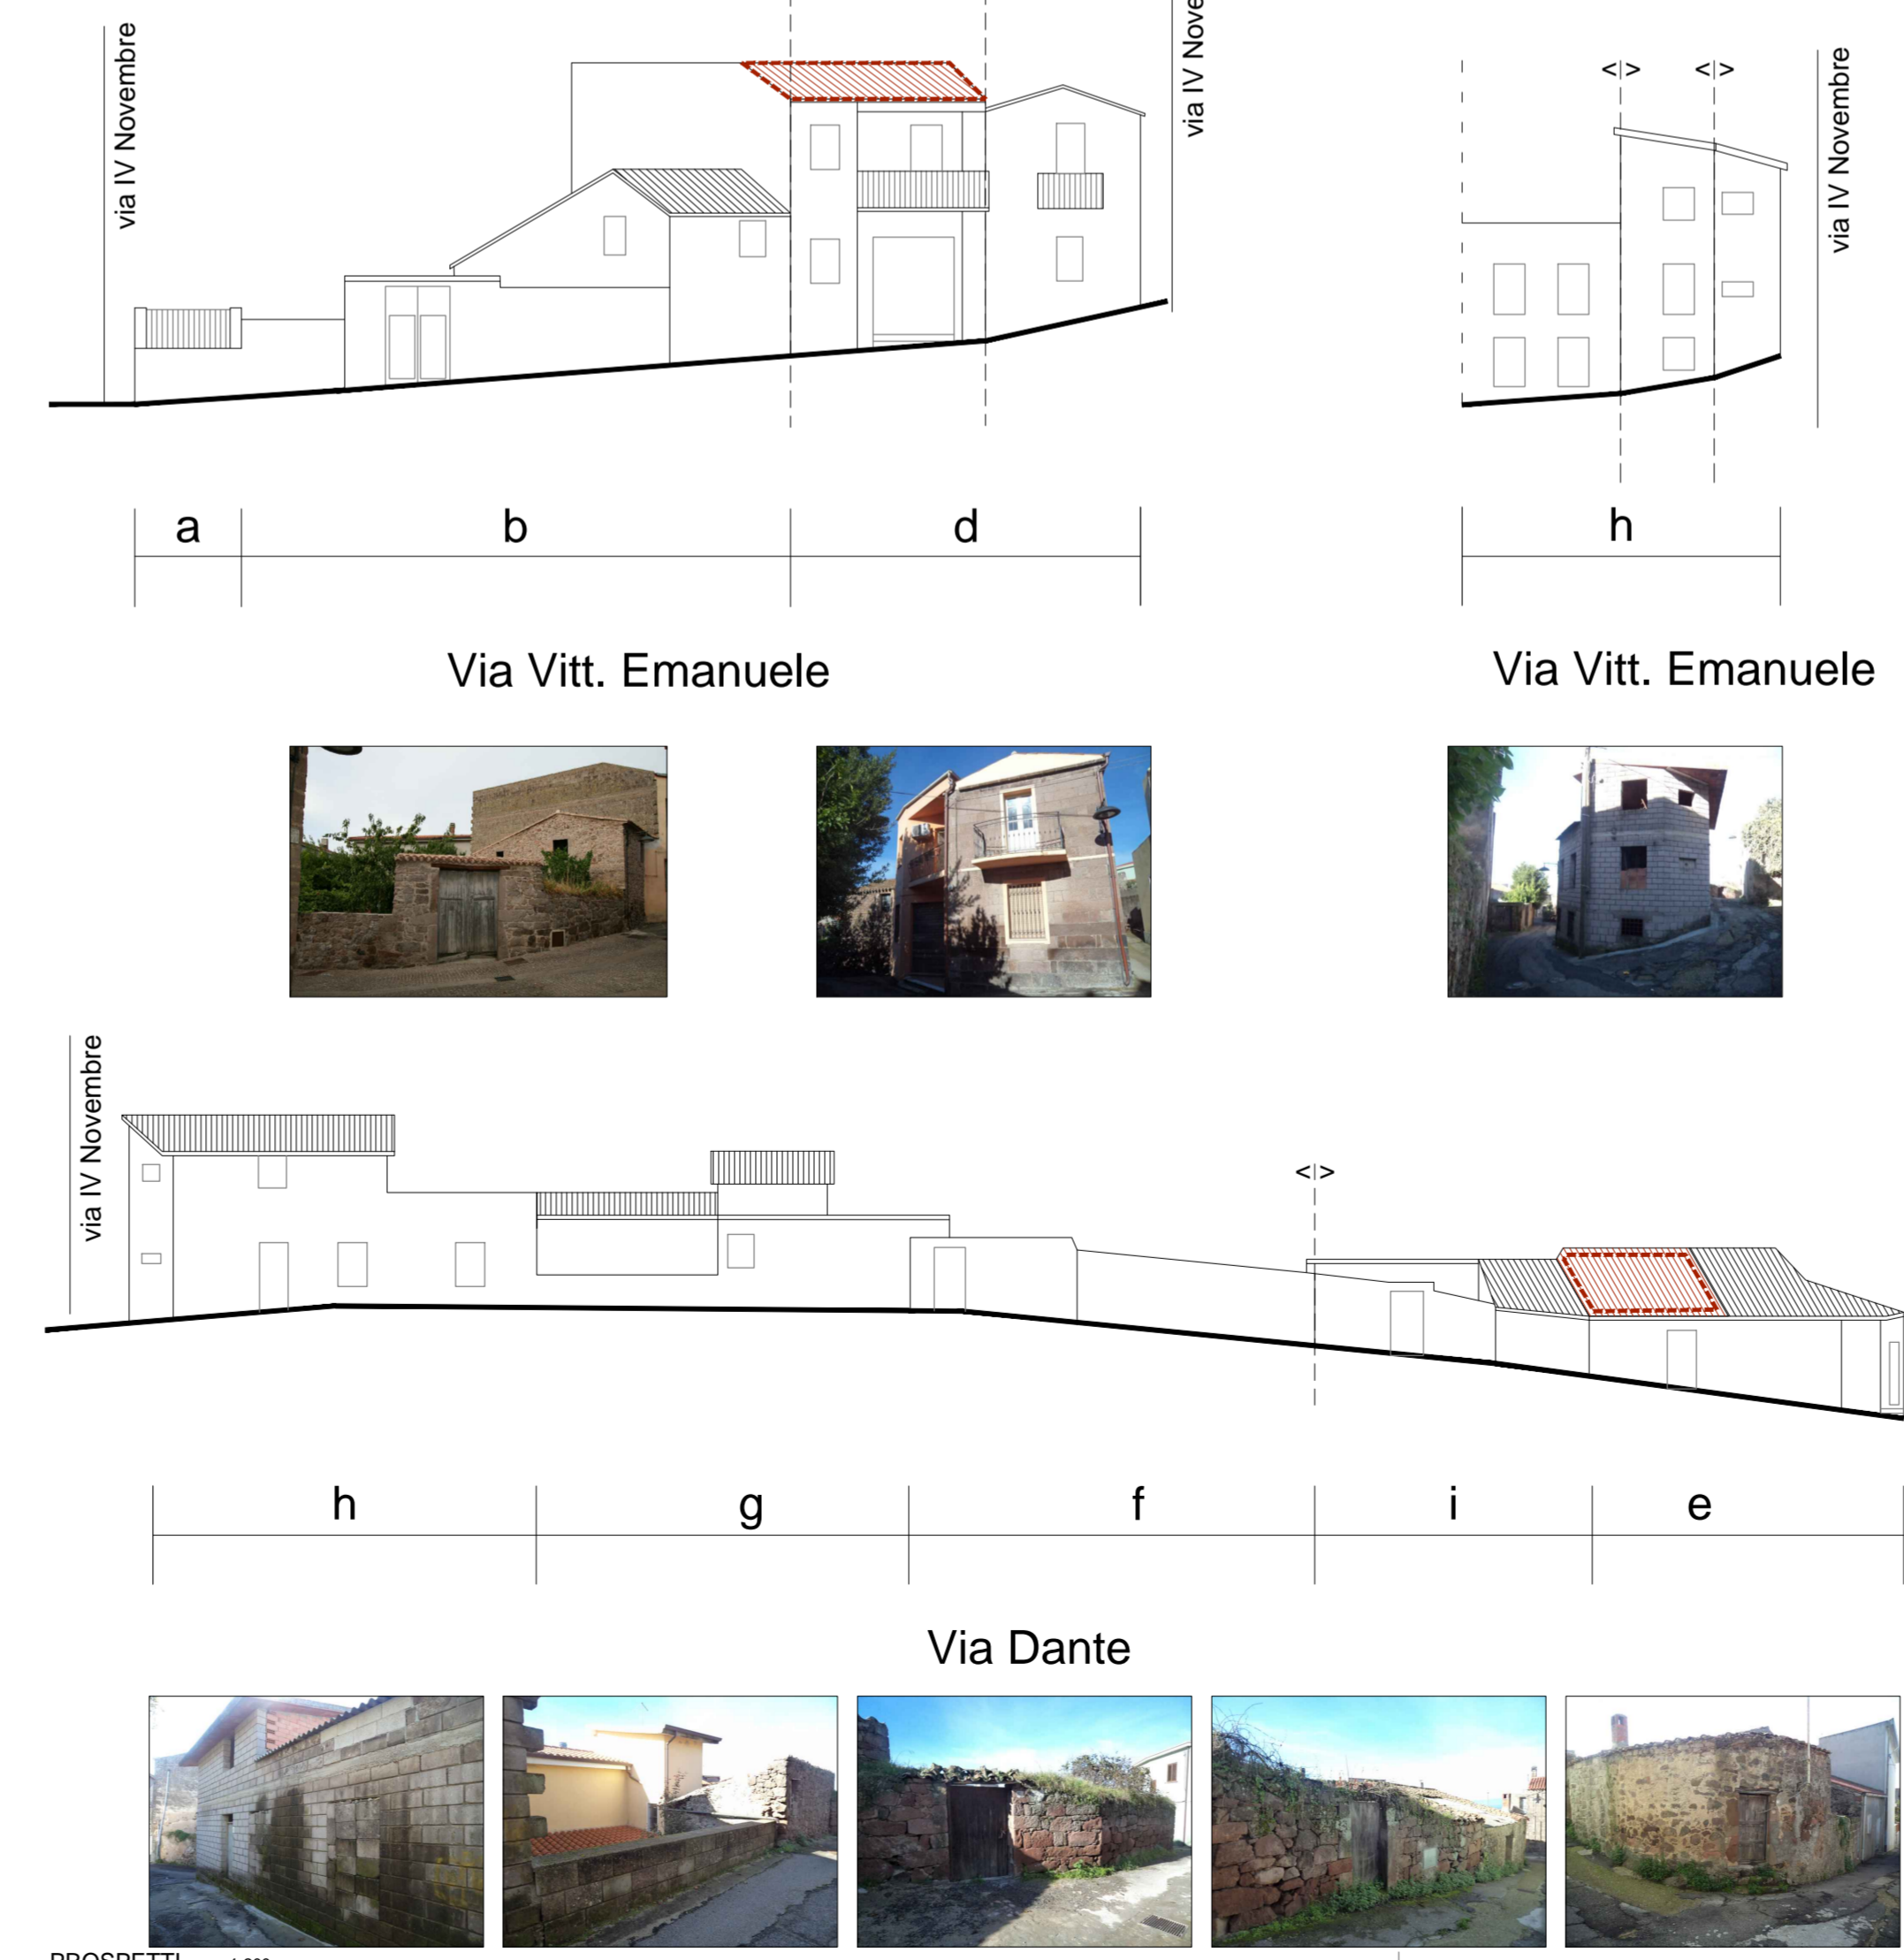 via IV Novembre
via IV Nove
<|> <|>
via IV Novembre
a b d
h
Via Vitt. Emanuele
Via Vitt. Emanuele
via IV Novembre
<|>
h g f i e
Via Dante